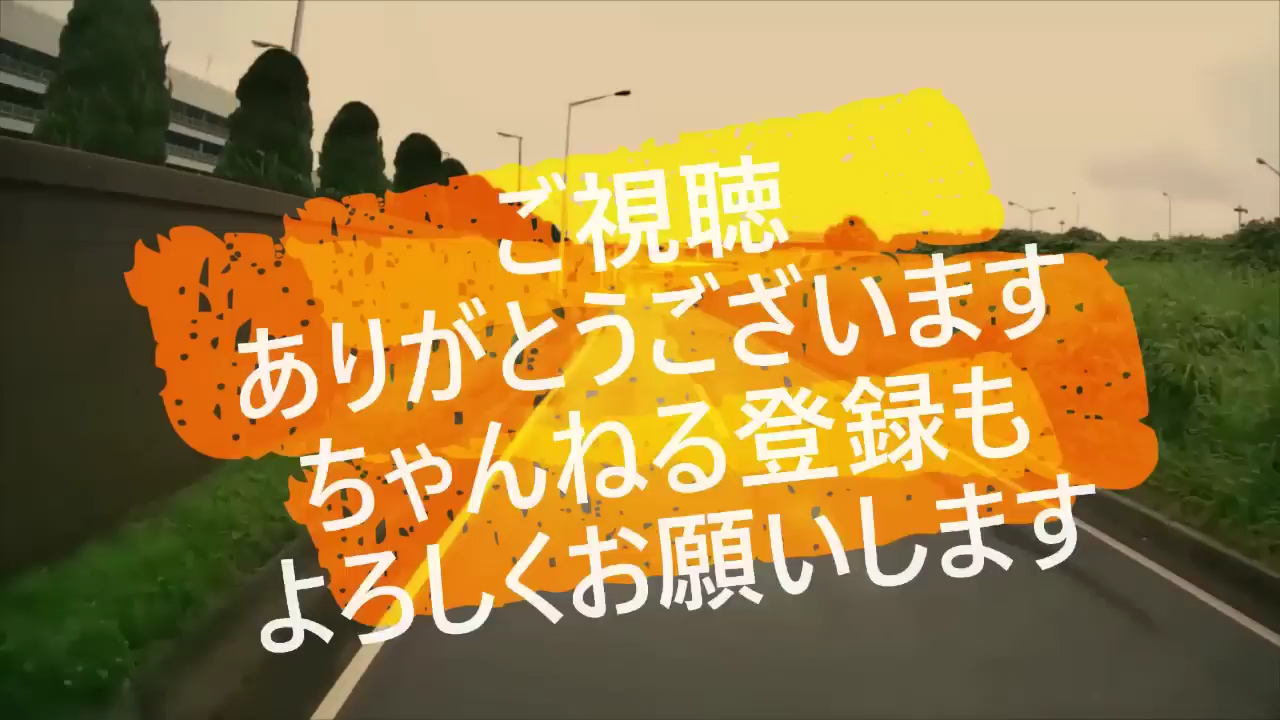 ご視聴
ありがとうございます
ちゃんねる登録も
よろしくお願いします